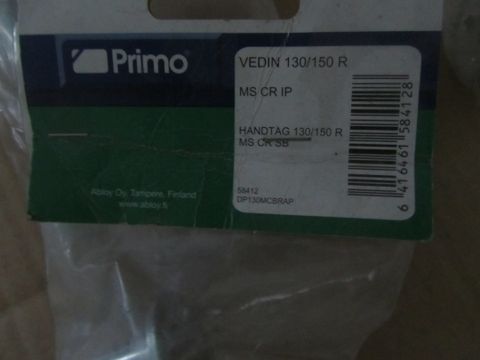 Primo
VEDIN 130/150 R
MS CR IP
HANDTAG 130/150 R
MS CR SB
58412
DP130MCBRAP
6 416461 584128
Abloy Oy, Tampere, Finland
www.abloy.fi